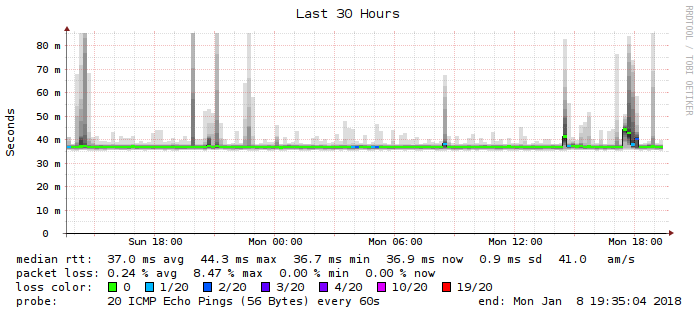 Last 30 Hours
RRDTOOL / TOBI OETIKER
Seconds
80 m
70 m
60 m
50 m
40 m
30 m
20 m
10 m
0
Sun 18:00 Mon 00:00 Mon 06:00 Mon 12:00 Mon 18:00
median rtt: 37.0 ms avg 44.3 ms max 36.7 ms min 36.9 ms now 0.9 ms sd 41.0 am/s
packet loss: 0.24 % avg 8.47 % max 0.00 % min 0.00 % now
loss color: 0 1/20 2/20 3/20 4/20 10/20 19/20
probe: 20 ICMP Echo Pings (56 Bytes) every 60s end: Mon Jan 8 19:35:04 2018